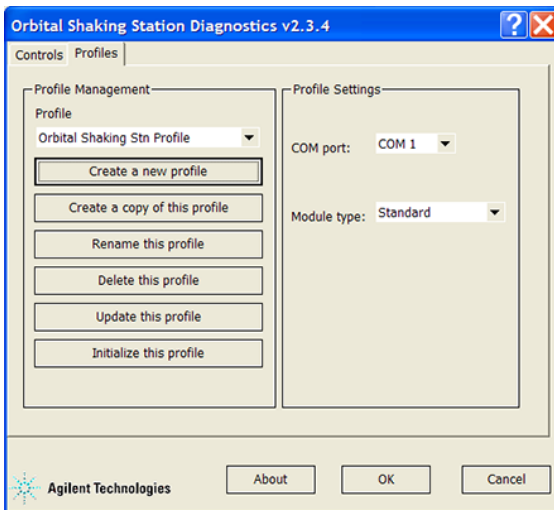 Orbital Shaking Station Diagnostics v2.3.4
Controls
Profiles
Profile Management
Profile
Orbital Shaking Stn Profile
Create a new profile
Create a copy of this profile
Rename this profile
Delete this profile
Update this profile
Initialize this profile
Profile Settings
COM port: COM 1
Module type: Standard
Agilent Technologies
About
OK
Cancel